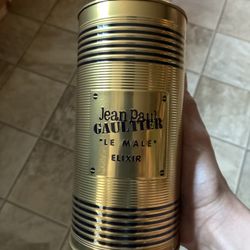 Jean Paul
GAULTIER
"LE MALE"
ELIXIR